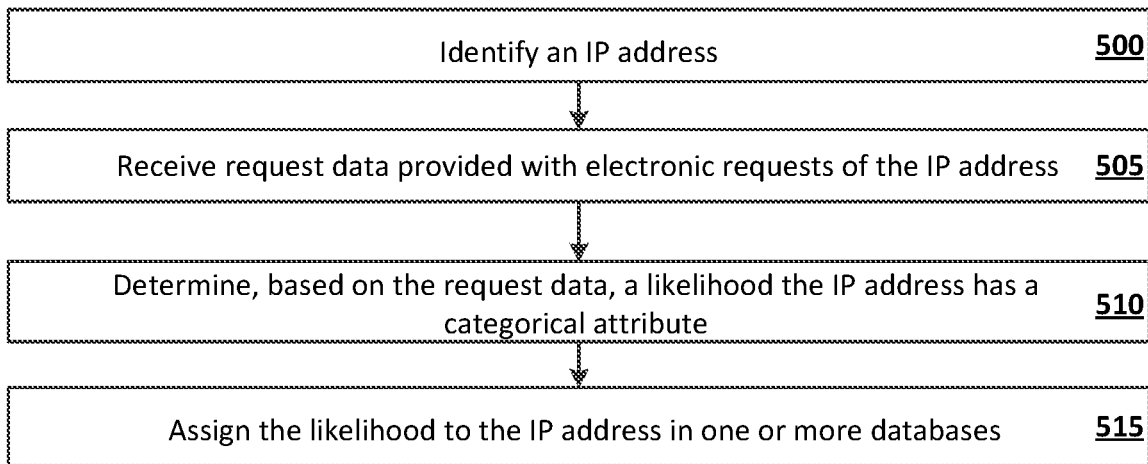 Identify an IP address 500
Receive request data provided with electronic requests of the IP address 505
Determine, based on the request data, a likelihood the IP address has a
categorical attribute 510
Assign the likelihood to the IP address in one or more databases 515